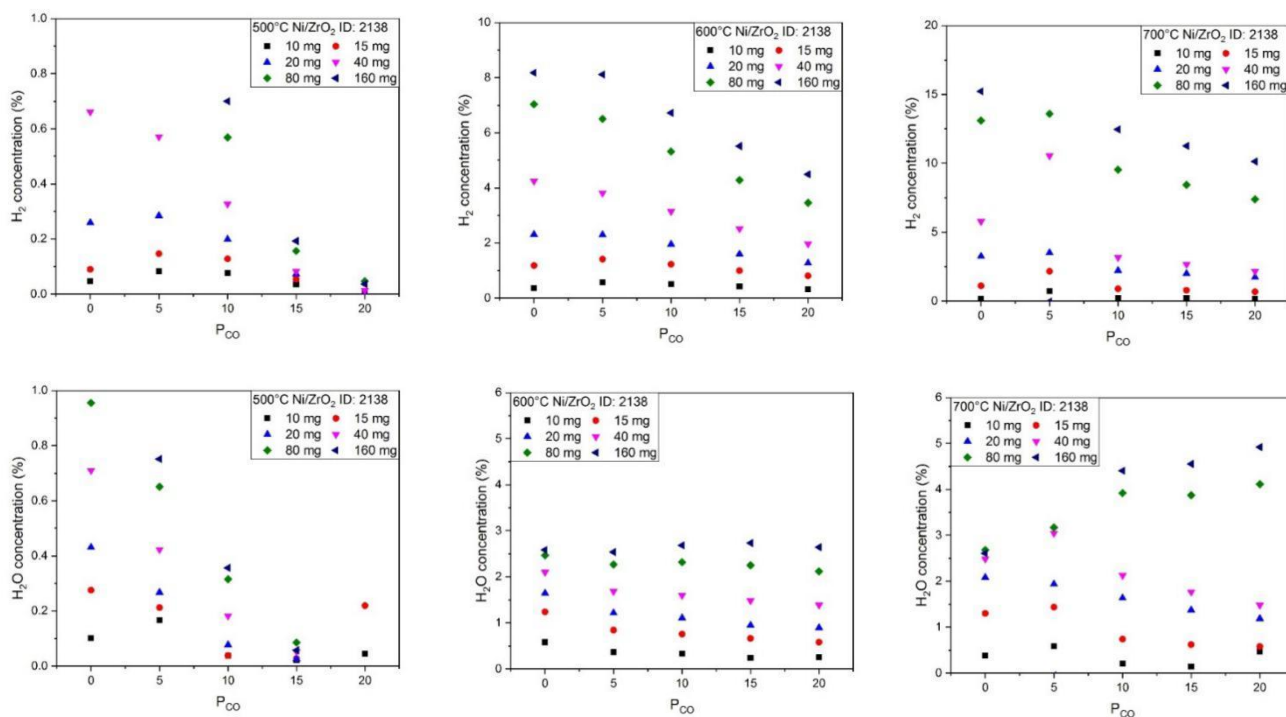 500°C Ni/ZrO₂ ID: 2138
10 mg 15 mg
20 mg 40 mg
80 mg 160 mg
H₂ concentration (%)
1.0
0.8
0.6
0.4
0.2
0.0
0 5 10 15 20
P_CO
600°C Ni/ZrO₂ ID: 2138
10 mg 15 mg
20 mg 40 mg
80 mg 160 mg
H₂ concentration (%)
10
8
6
4
2
0
0 5 10 15 20
P_CO
700°C Ni/ZrO₂ ID: 2138
10 mg 15 mg
20 mg 40 mg
80 mg 160 mg
H₂ concentration (%)
20
15
10
5
0
0 5 10 15 20
P_CO
500°C Ni/ZrO₂ ID: 2138
10 mg 15 mg
20 mg 40 mg
80 mg 160 mg
H₂O concentration (%)
1.0
0.8
0.6
0.4
0.2
0.0
0 5 10 15 20
P_CO
600°C Ni/ZrO₂ ID: 2138
10 mg 15 mg
20 mg 40 mg
80 mg 160 mg
H₂O concentration (%)
6
5
4
3
2
1
0
0 5 10 15 20
P_CO
700°C Ni/ZrO₂ ID: 2138
10 mg 15 mg
20 mg 40 mg
80 mg 160 mg
H₂O concentration (%)
6
5
4
3
2
1
0
0 5 10 15 20
P_CO